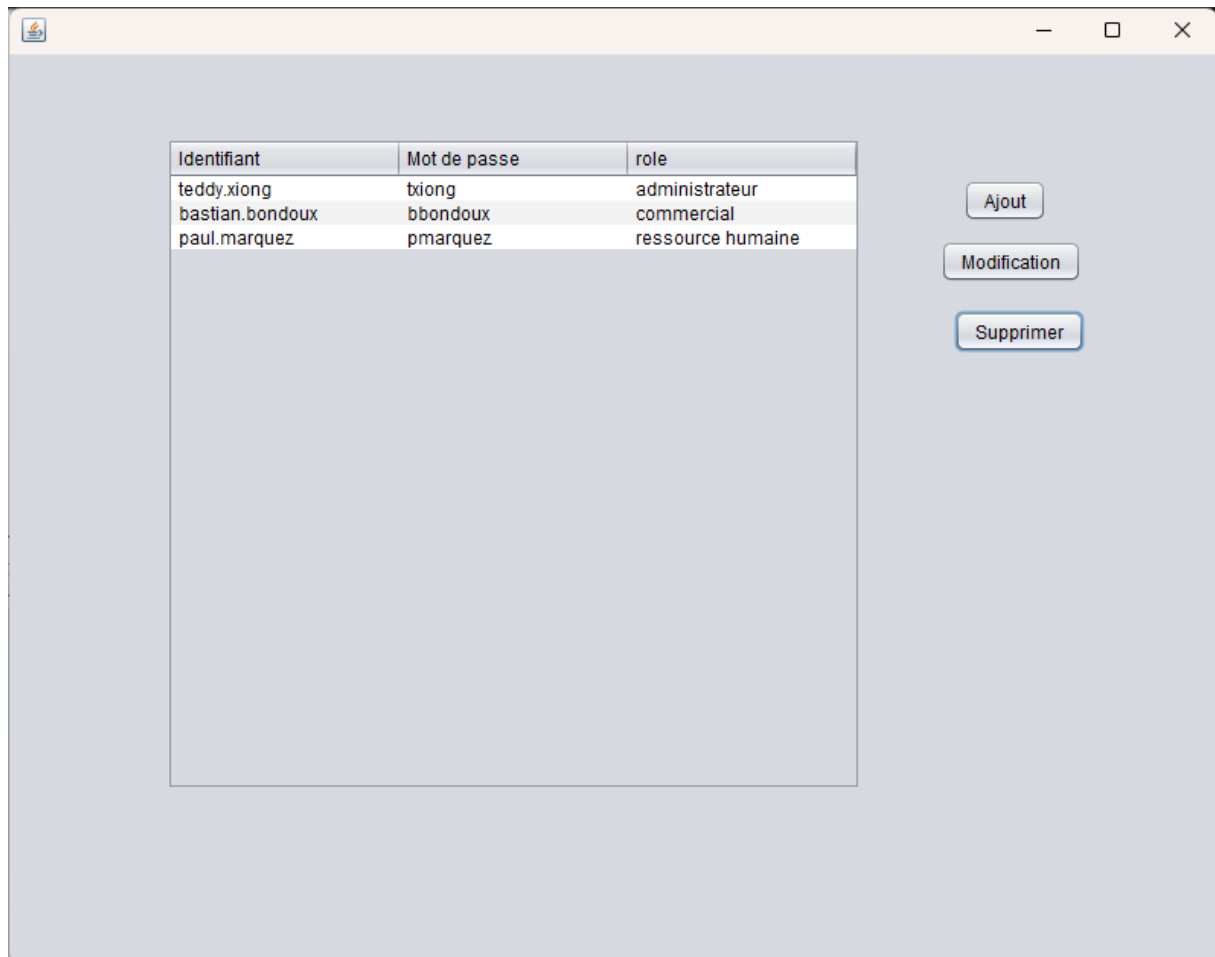 Identifiant Mot de passe role
teddy.xiong txiong administrateur
bastian.bondoux bbondoux commercial
paul.marquez pmarquez ressource humaine
Ajout
Modification
Supprimer